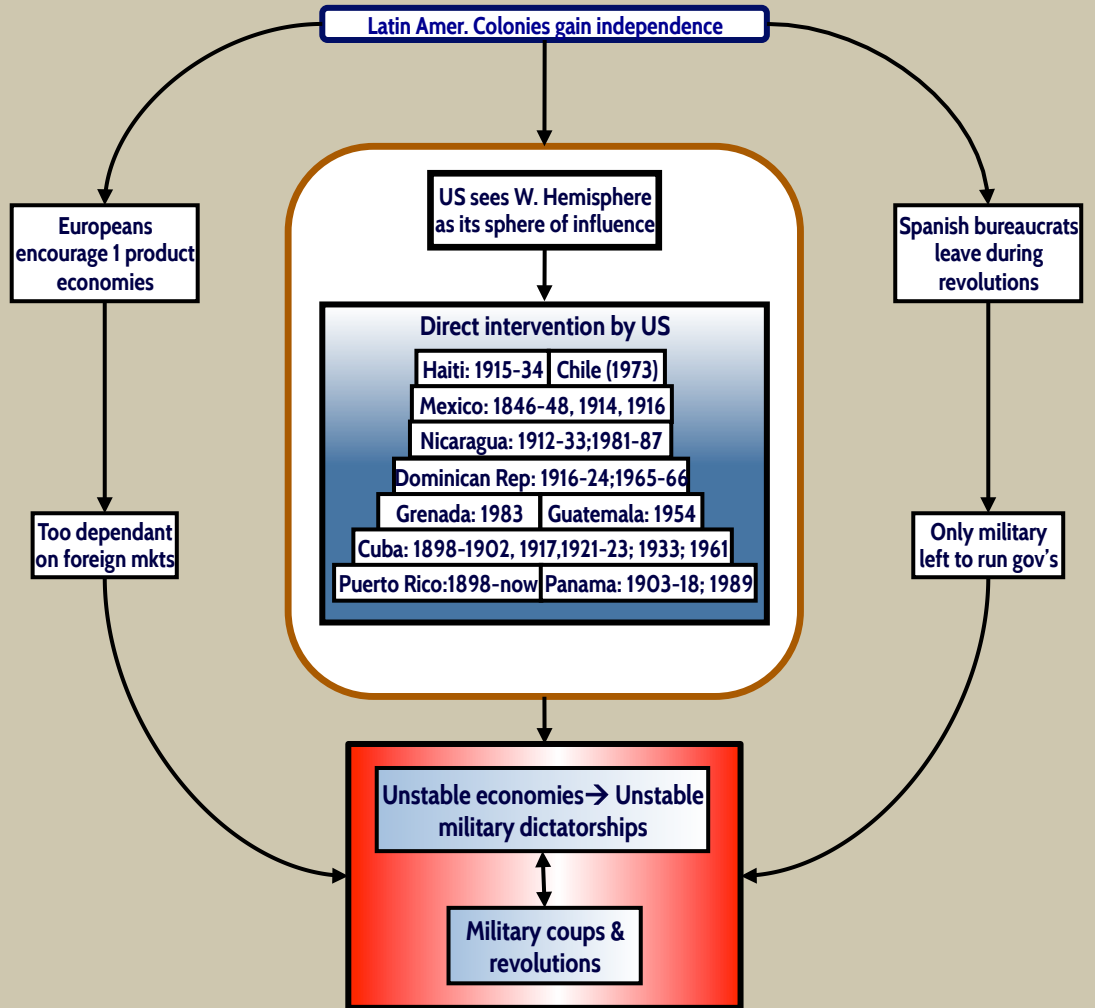 Latin Amer. Colonies gain independence
Europeans
encourage 1 product
economies
Too dependant
on foreign mkts
US sees W. Hemisphere
as its sphere of influence
Direct intervention by US
Haiti: 1915-34 Chile (1973)
Mexico: 1846-48, 1914, 1916
Nicaragua: 1912-33;1981-87
Dominican Rep: 1916-24;1965-66
Grenada: 1983 Guatemala: 1954
Cuba: 1898-1902, 1917,1921-23; 1933; 1961
Puerto Rico:1898-now Panama: 1903-18; 1989
Spanish bureaucrats
leave during
revolutions
Only military
left to run gov's
Unstable economies→ Unstable
military dictatorships
Military coups &
revolutions